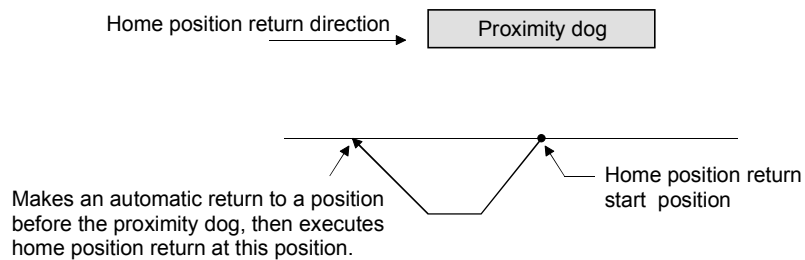 Home position return direction
Proximity dog
Home position return
start position
Makes an automatic return to a position
before the proximity dog, then executes
home position return at this position.